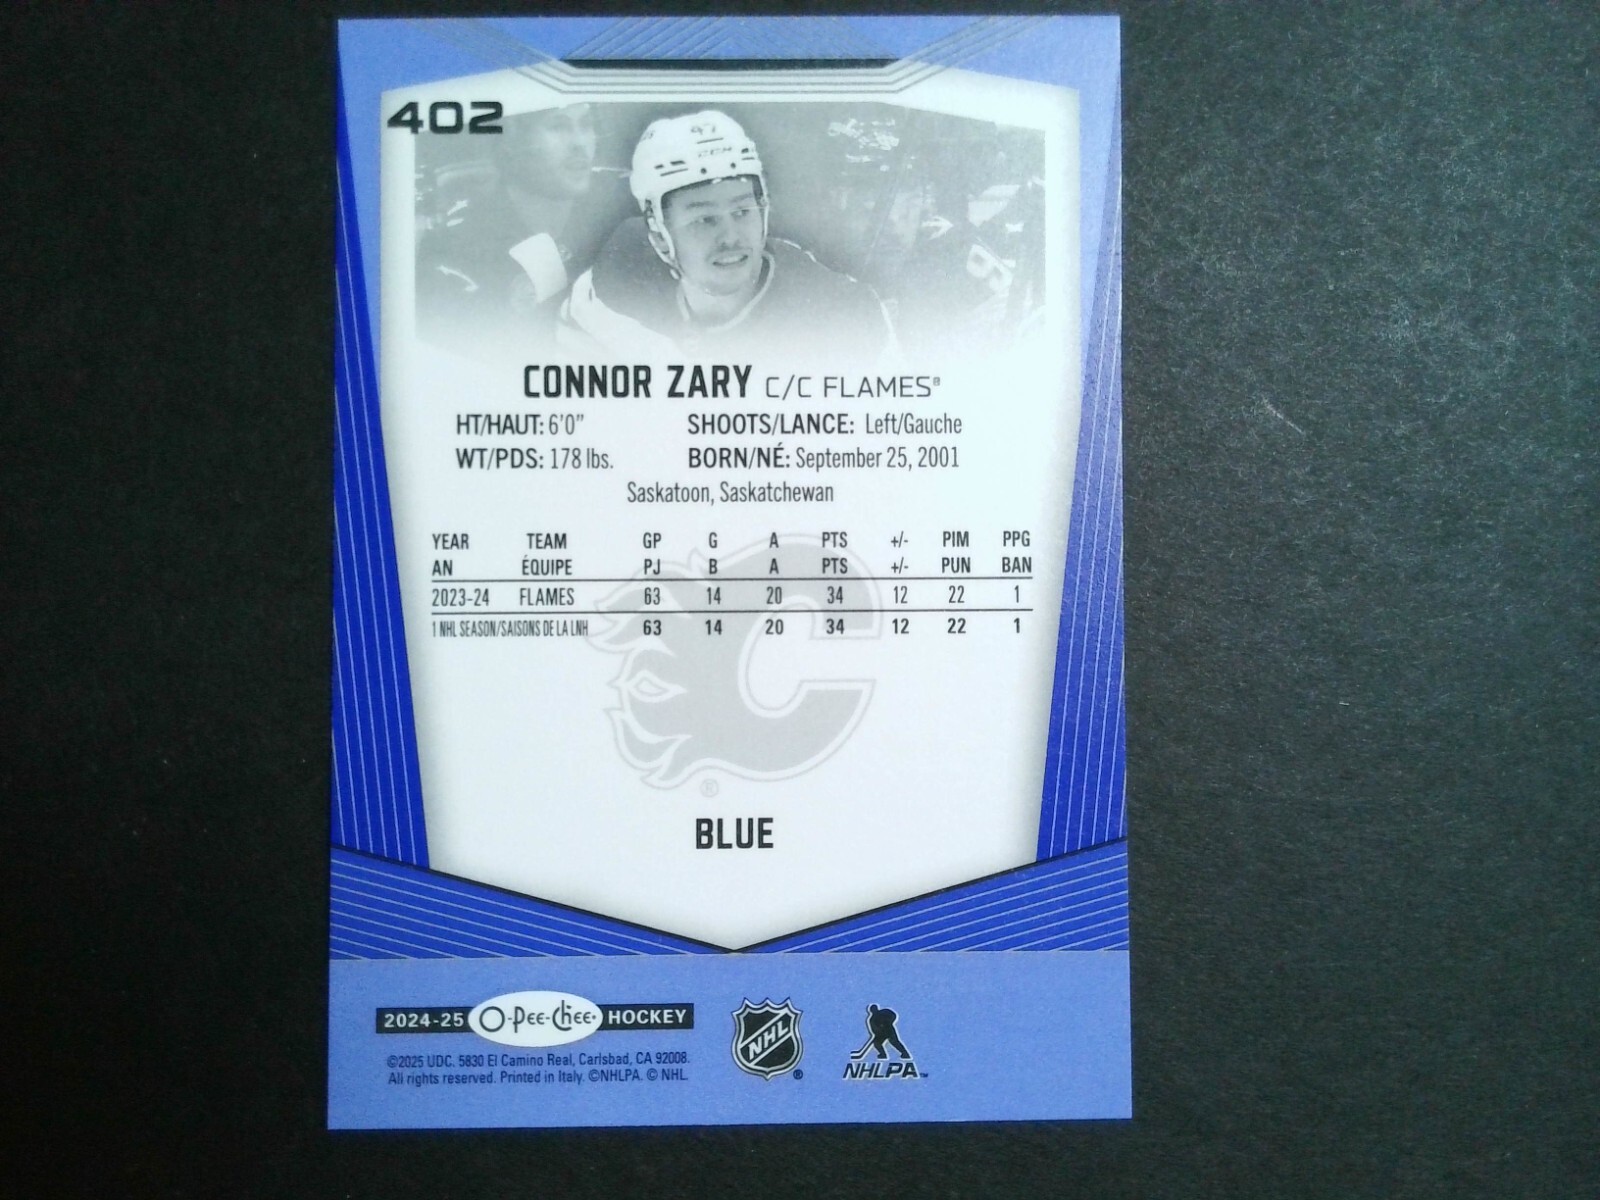 402
47
CCM
CONNOR ZARY C/C FLAMES®
HT/HAUT: 6'0" SHOOTS/LANCE: Left/Gauche
WT/PDS: 178 lbs. BORN/NÉ: September 25, 2001
Saskatoon, Saskatchewan
YEAR TEAM GP G A PTS +/- PIM PPG
AN ÉQUIPE PJ B A PTS +/- PUN BAN
2023-24 FLAMES 63 14 20 34 12 22 1
1 NHL SEASON/SAISONS DE LA LNH 63 14 20 34 12 22 1
C
®
BLUE
2024-25 O-Pee-Chee HOCKEY
NHL ®
NHLPA™
©2025 UDC. 5830 El Camino Real, Carlsbad, CA 92008.
All rights reserved. Printed in Italy. ©NHLPA. © NHL.